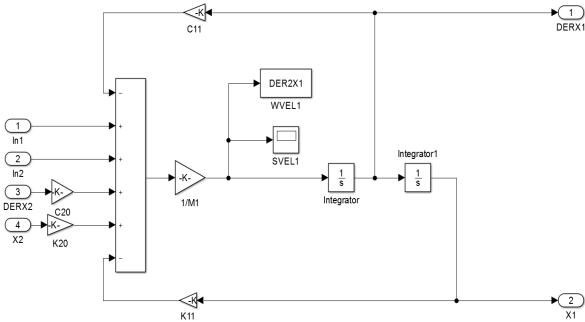 -K
C11
1
DERX1
DER2X1
WVEL1
−
1
In1
+
SVEL1
2
In2
+
Integrator1
3
DERX2
-K-
C20
+
-K-
1/M1
1
s
Integrator
1
s
4
X2
-K-
K20
+
−
-K
K11
2
X1